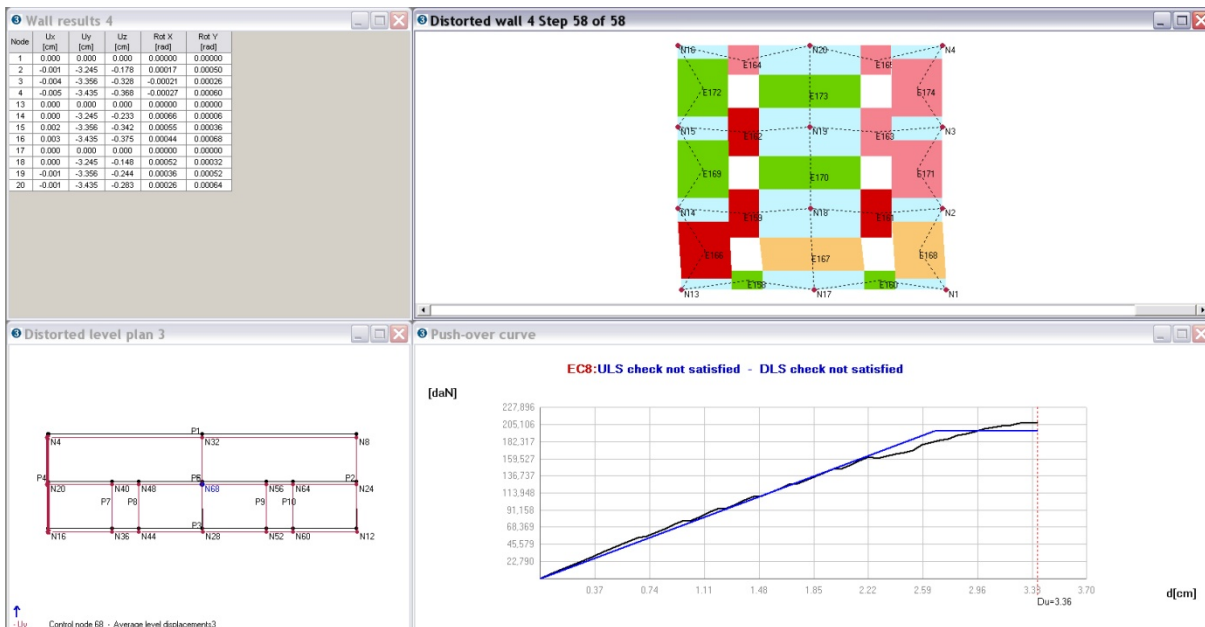 Wall results 4
Node Ux [cm] Uy [cm] Uz [cm] Rot X [rad] Rot Y [rad]
1 0.000 0.000 0.000 0.00000 0.00000
2 -0.001 -3.245 -0.178 0.00017 0.00050
3 -0.004 -3.356 -0.328 -0.00021 0.00026
4 -0.005 -3.435 -0.368 -0.00027 0.00060
13 0.000 0.000 0.000 0.00000 0.00000
14 0.000 -3.245 -0.233 0.00066 0.00006
15 0.002 -3.356 -0.342 0.00055 0.00036
16 0.003 -3.435 -0.375 0.00044 0.00068
17 0.000 0.000 0.000 0.00000 0.00000
18 0.000 -3.245 -0.148 0.00052 0.00032
19 -0.001 -3.356 -0.244 0.00036 0.00052
20 -0.001 -3.435 -0.283 0.00026 0.00064
Distorted wall 4 Step 58 of 58
N16 N20 N4
E164 E165
E172 E173 E174
N15 E162 N19 E163 N3
E169 E170 E171
N14 E159 N18 E161 N2
E166 E167 E168
E158 E160
N13 N17 N1
Distorted level plan 3
P1
N4 N32 N8
P4 P5 P2
N20 N40 N48 N68 N56 N64 N24
P7 P8 P9 P10
P3
N16 N36 N44 N28 N52 N60 N12
- Uy Control node 68 - Average level displacements3
Push-over curve
EC8:ULS check not satisfied - DLS check not satisfied
[daN]
227,896
205,106
182,317
159,527
136,737
113,948
91,158
68,369
45,579
22,790
0.37 0.74 1.11 1.48 1.85 2.22 2.59 2.96 3.33 3.70 d[cm]
Du=3.36